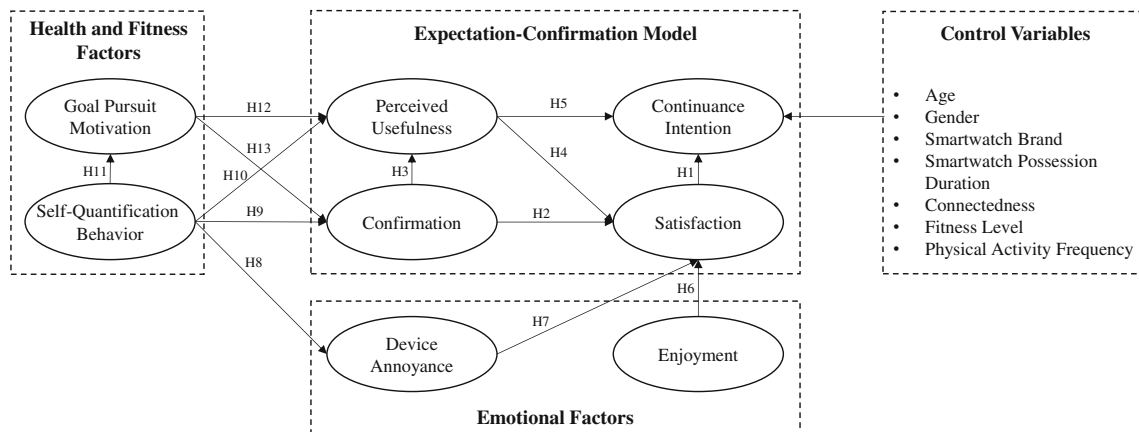 Health and Fitness
Factors
Goal Pursuit
Motivation
H11
Self-Quantification
Behavior
H12
H13
H10
H9
H8
Expectation-Confirmation Model
Perceived
Usefulness
H5
Continuance
Intention
H4
H3
H1
Confirmation
H2
Satisfaction
H6
H7
Device
Annoyance
Enjoyment
Emotional Factors
Control Variables
• Age
• Gender
• Smartwatch Brand
• Smartwatch Possession
Duration
• Connectedness
• Fitness Level
• Physical Activity Frequency